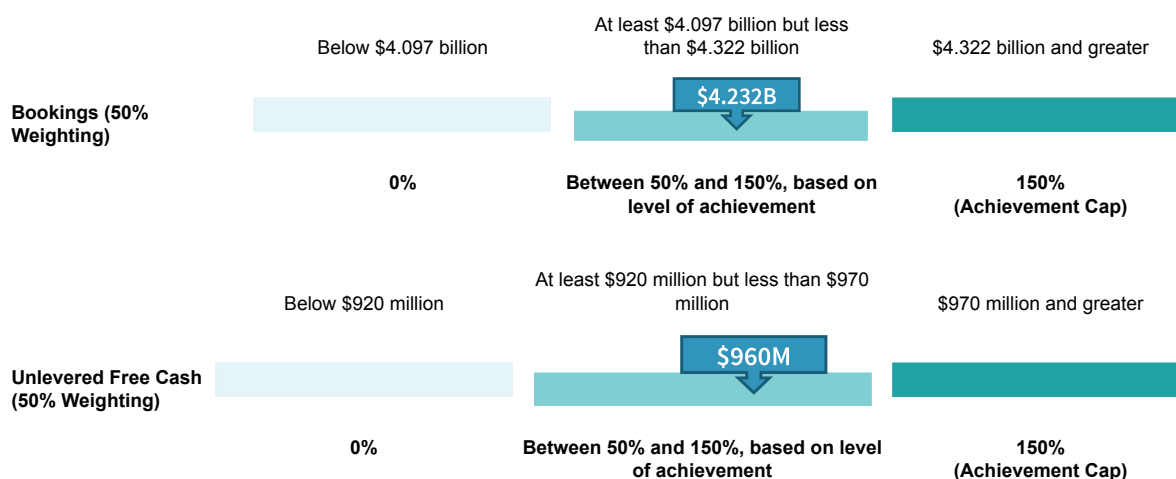 Below $4.097 billion
At least $4.097 billion but less
than $4.322 billion
$4.322 billion and greater
$4.232B
Bookings (50%
Weighting)
0%
Between 50% and 150%, based on
level of achievement
150%
(Achievement Cap)
Below $920 million
At least $920 million but less than $970
million
$970 million and greater
$960M
Unlevered Free Cash
(50% Weighting)
0%
Between 50% and 150%, based on level
of achievement
150%
(Achievement Cap)